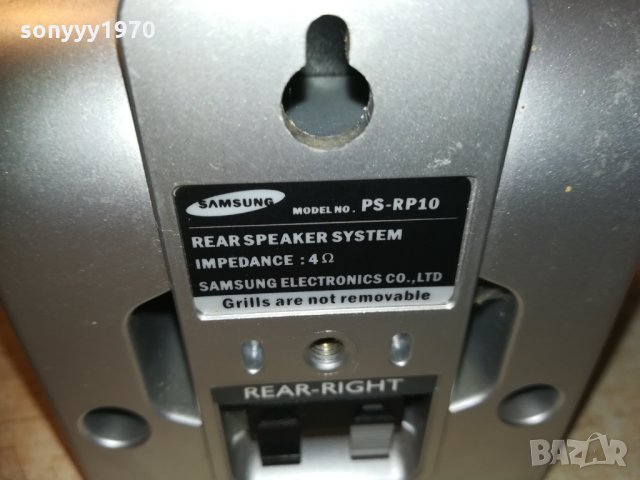 sonyyy1970
SAMSUNG MODEL NO. PS-RP10
REAR SPEAKER SYSTEM
IMPEDANCE : 4Ω
SAMSUNG ELECTRONICS CO.,LTD
Grills are not removable
REAR-RIGHT
BAZAR